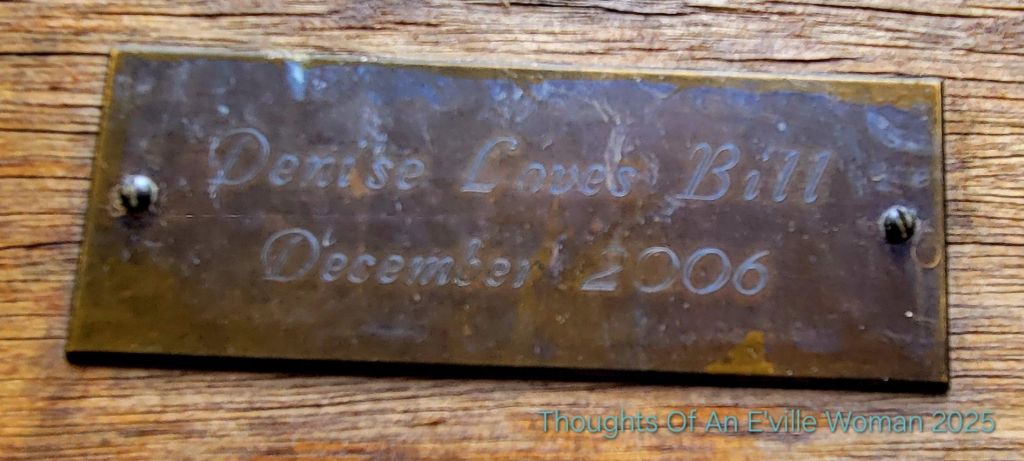 Denise Loves Bill
December 2006
Thoughts Of An E'ville Woman 2025